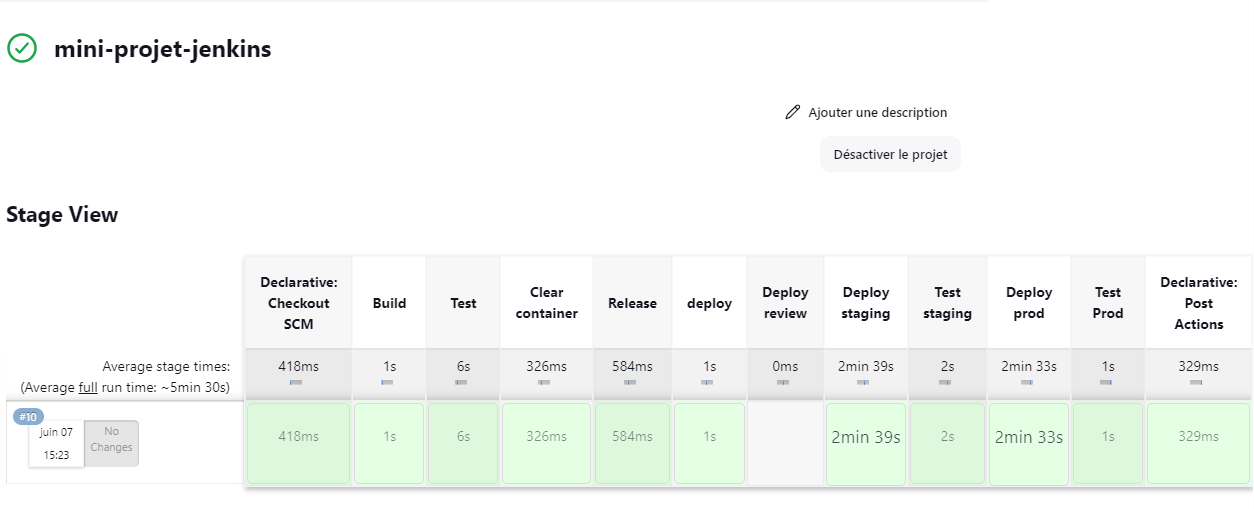 mini-projet-jenkins
Ajouter une description
Désactiver le projet
Stage View
Declarative: Checkout SCM
Build
Test
Clear container
Release
deploy
Deploy review
Deploy staging
Test staging
Deploy prod
Test Prod
Declarative: Post Actions
Average stage times:
(Average full run time: ~5min 30s)
418ms
1s
6s
326ms
584ms
1s
0ms
2min 39s
2s
2min 33s
1s
329ms
#10
juin 07
15:23
No
Changes
418ms
1s
6s
326ms
584ms
1s
2min 39s
2s
2min 33s
1s
329ms